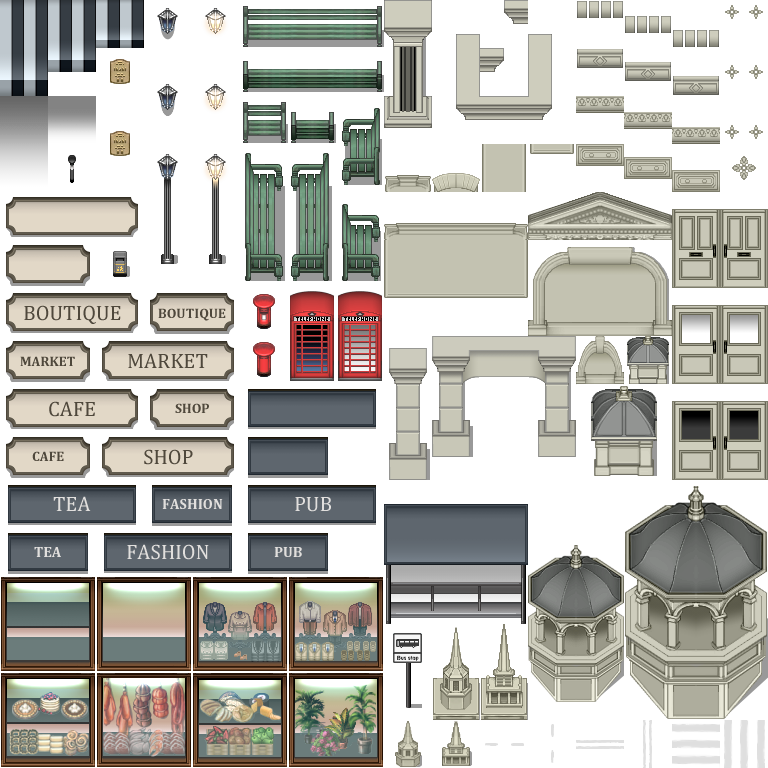 BOUTIQUE
BOUTIQUE
TELEPHONE
TELEPHONE
MARKET
MARKET
CAFE
SHOP
CAFE
SHOP
TEA
FASHION
PUB
TEA
FASHION
PUB
Bus stop